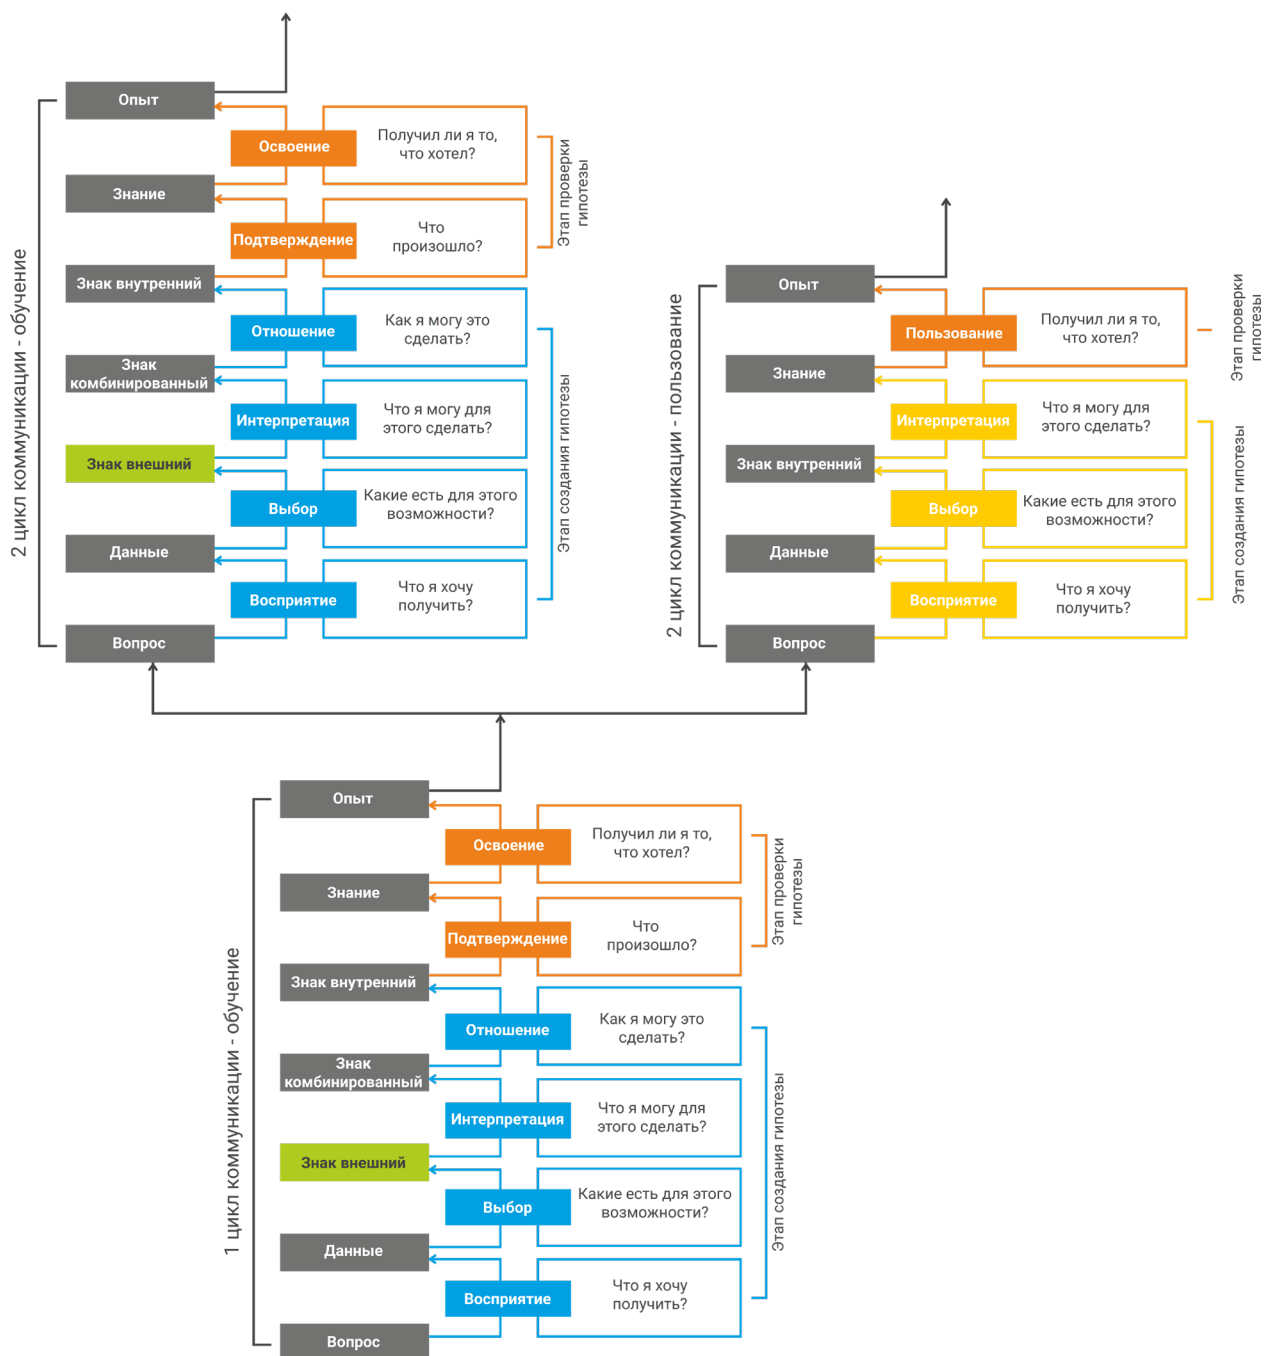 2 цикл коммуникации - обучение
Опыт
Освоение
Получил ли я то,
что хотел?
Знание
Подтверждение
Что
произошло?
Этап проверки
гипотезы
Знак внутренний
Отношение
Как я могу это
сделать?
Знак
комбинированный
Интерпретация
Что я могу для
этого сделать?
Знак внешний
Выбор
Какие есть для этого
возможности?
Данные
Восприятие
Что я хочу
получить?
Этап создания гипотезы
Вопрос
2 цикл коммуникации - пользование
Опыт
Пользование
Получил ли я то,
что хотел?
Этап проверки
гипотезы
Знание
Интерпретация
Что я могу для
этого сделать?
Знак внутренний
Выбор
Какие есть для этого
возможности?
Данные
Восприятие
Что я хочу
получить?
Этап создания гипотезы
Вопрос
1 цикл коммуникации - обучение
Опыт
Освоение
Получил ли я то,
что хотел?
Знание
Подтверждение
Что
произошло?
Этап проверки
гипотезы
Знак внутренний
Отношение
Как я могу это
сделать?
Знак
комбинированный
Интерпретация
Что я могу для
этого сделать?
Знак внешний
Выбор
Какие есть для этого
возможности?
Данные
Восприятие
Что я хочу
получить?
Этап создания гипотезы
Вопрос